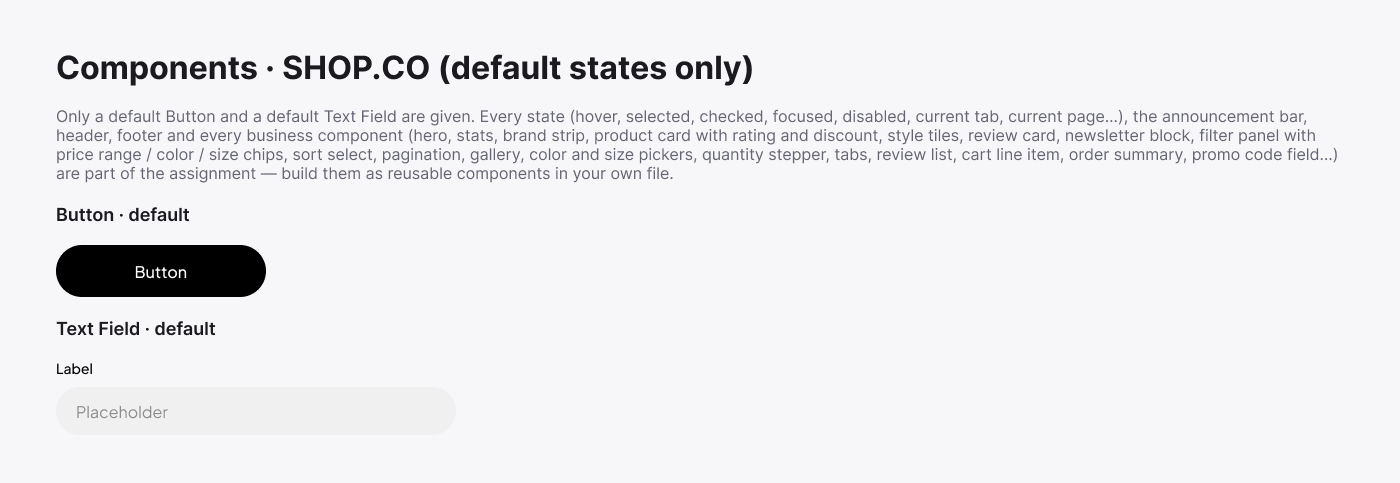 Components · SHOP.CO (default states only)
Only a default Button and a default Text Field are given. Every state (hover, selected, checked, focused, disabled, current tab, current page…), the announcement bar,
header, footer and every business component (hero, stats, brand strip, product card with rating and discount, style tiles, review card, newsletter block, filter panel with
price range / color / size chips, sort select, pagination, gallery, color and size pickers, quantity stepper, tabs, review list, cart line item, order summary, promo code field…)
are part of the assignment — build them as reusable components in your own file.
Button · default
Button
Text Field · default
Label
Placeholder